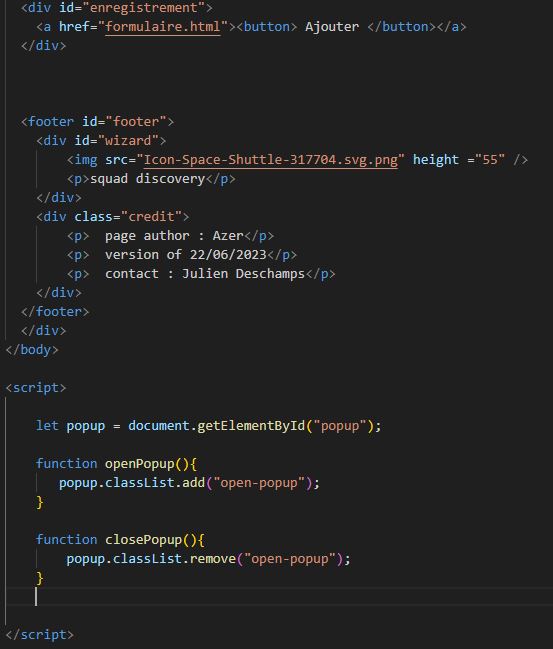 <div id="enregistrement">
<a href="formulaire.html"><button> Ajouter </button></a>
</div>
<footer id="footer">
<div id="wizard">
<img src="Icon-Space-Shuttle-317704.svg.png" height ="55" />
<p>squad discovery</p>
</div>
<div class="credit">
<p>  page author : Azer</p>
<p>  version of 22/06/2023</p>
<p>  contact : Julien Deschamps</p>
</div>
</footer>
</div>
</body>
<script>
let popup = document.getElementById("popup");
function openPopup(){
popup.classList.add("open-popup");
}
function closePopup(){
popup.classList.remove("open-popup");
}
</script>